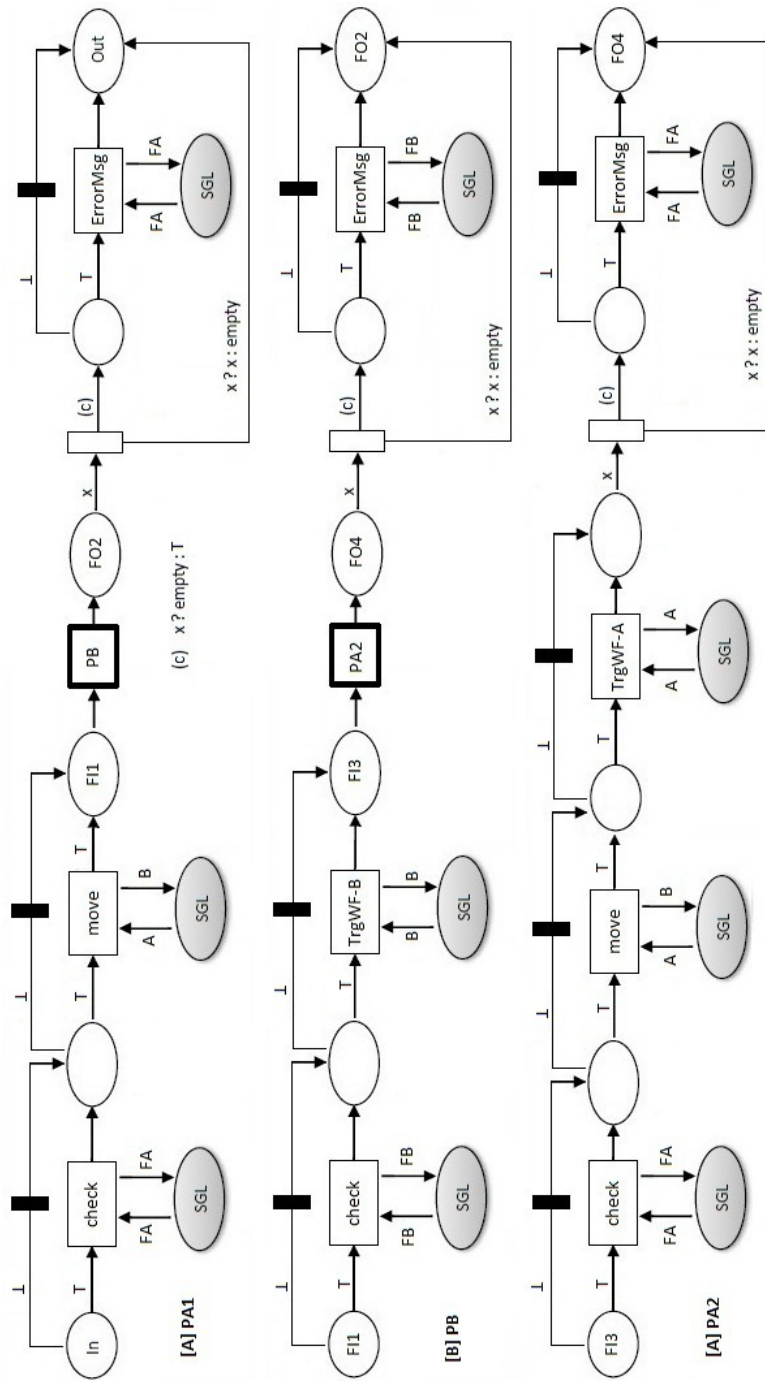 ⊥
⊥
⊥
In
T
check
T
move
T
FI1
PB
FO2
x
(c)
T
ErrorMsg
Out
FA
FA
A
B
FA
FA
SGL
SGL
SGL
[A] PA1
(c) x ? empty : T
x ? x : empty
⊥
⊥
⊥
FI1
T
check
T
TrgWF-B
FI3
PA2
FO4
x
(c)
T
ErrorMsg
FO2
FB
FB
B
B
FB
FB
SGL
SGL
SGL
[B] PB
x ? x : empty
⊥
⊥
⊥
⊥
FI3
T
check
T
move
T
T
TrgWF-A
x
(c)
T
ErrorMsg
FO4
FA
FA
A
B
A
A
FA
FA
SGL
SGL
SGL
SGL
[A] PA2
x ? x : empty